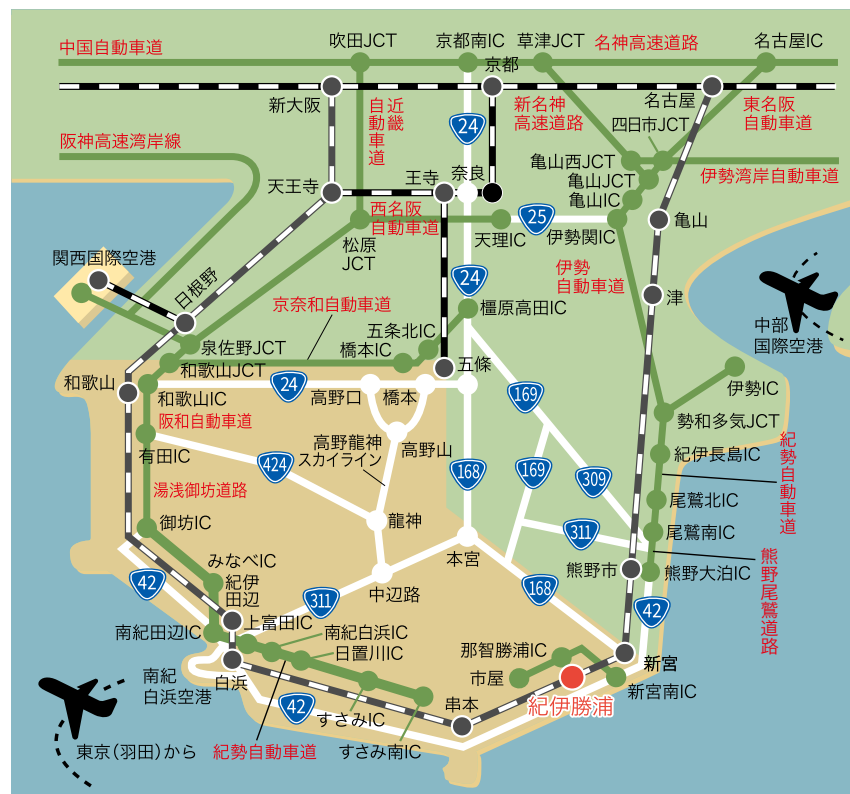 中国自動車道
吹田JCT
京都南IC
草津JCT
名神高速道路
名古屋IC
京都
新大阪
自動車道
近畿
24
新名神
高速道路
名古屋
東名阪
自動車道
四日市JCT
阪神高速湾岸線
亀山西JCT
亀山JCT
亀山IC
伊勢湾岸自動車道
天王寺
王寺
奈良
西名阪
自動車道
松原
JCT
天理IC
25
伊勢関IC
亀山
関西国際空港
日根野
24
橿原高田IC
伊勢
自動車道
津
中部
国際空港
京奈和自動車道
五条北IC
橋本IC
泉佐野JCT
和歌山JCT
五條
和歌山
和歌山IC
24
高野口
橋本
169
伊勢IC
阪和自動車道
勢和多気JCT
高野龍神
スカイライン
高野山
有田IC
424
168
169
309
紀伊長島IC
紀勢自動車道
湯浅御坊道路
尾鷲北IC
御坊IC
龍神
311
尾鷲南IC
本宮
みなべIC
紀伊
田辺
42
311
中辺路
168
熊野市
熊野大泊IC
熊野尾鷲道路
42
上富田IC
南紀田辺IC
南紀白浜IC
日置川IC
那智勝浦IC
市屋
新宮
新宮南IC
南紀
白浜空港
白浜
42
すさみIC
串本
紀伊勝浦
東京(羽田)から
紀勢自動車道
すさみ南IC